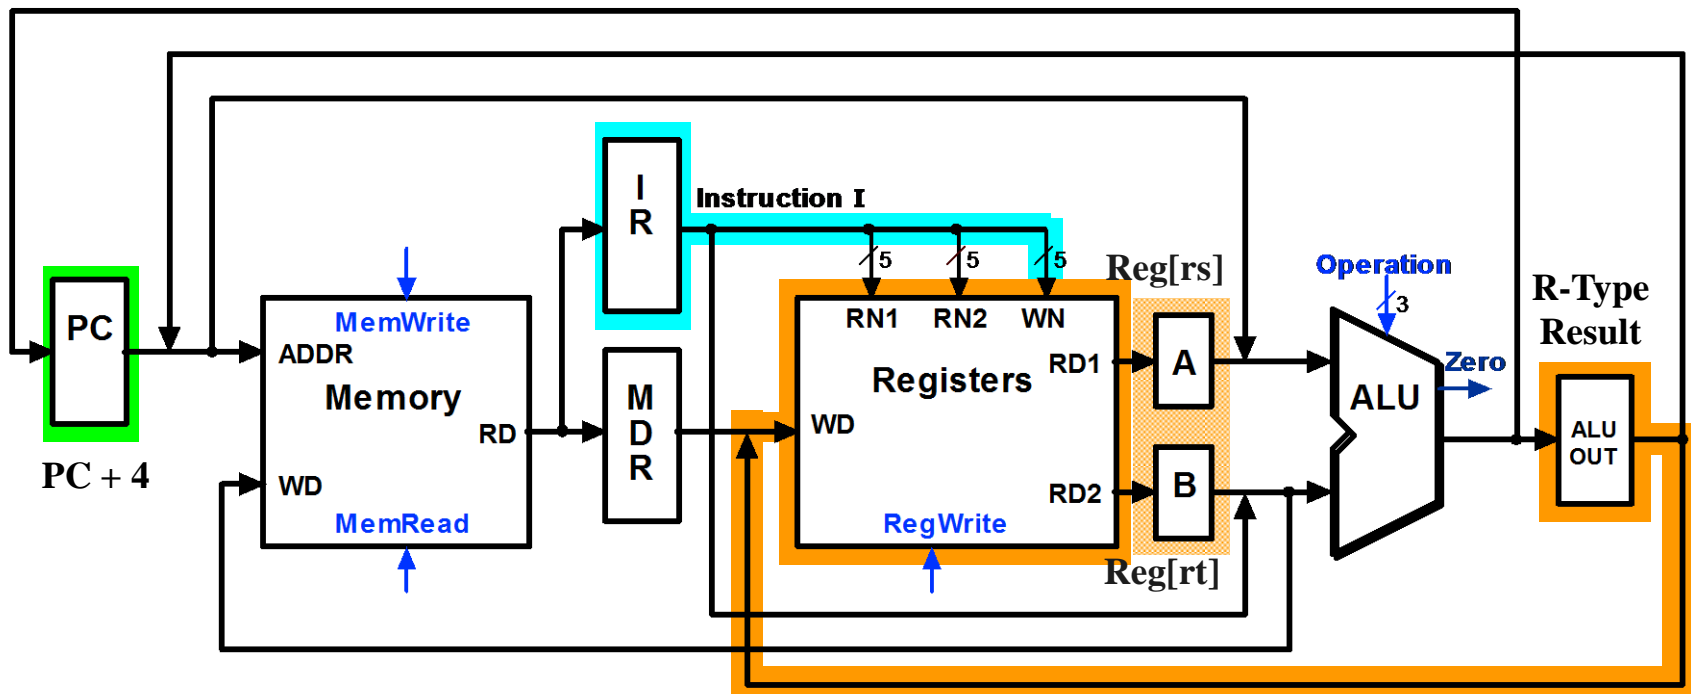 I
R
Instruction I
5
5
5
Reg[rs]
Operation
3
R-Type
Result
PC
MemWrite
ADDR
Memory
RD
WD
MemRead
PC + 4
M
D
R
RN1
RN2
WN
RD1
Registers
WD
RD2
RegWrite
A
B
Reg[rt]
Zero
ALU
ALU
OUT